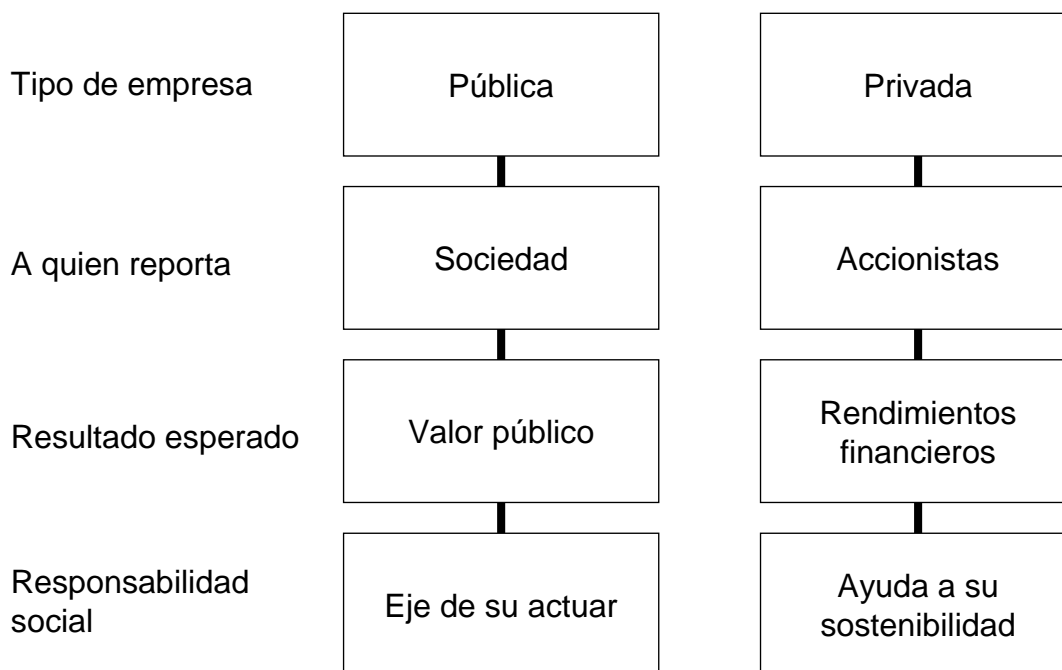 Tipo de empresa
Pública
Privada
A quien reporta
Sociedad
Accionistas
Resultado esperado
Valor público
Rendimientos
financieros
Responsabilidad
social
Eje de su actuar
Ayuda a su
sostenibilidad